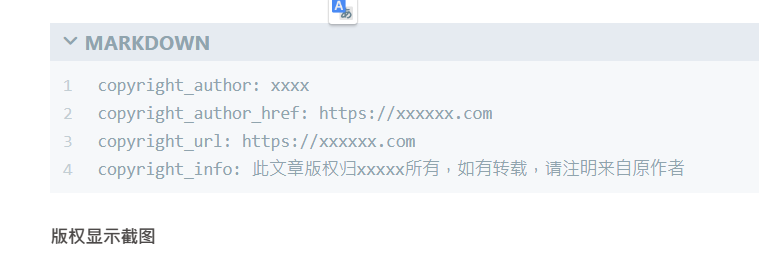 MARKDOWN
1 copyright_author: xxxx
2 copyright_author_href: https://xxxxxx.com
3 copyright_url: https://xxxxxx.com
4 copyright_info: 此文章版权归xxxxx所有，如有转载，请注明来自原作者
版权显示截图